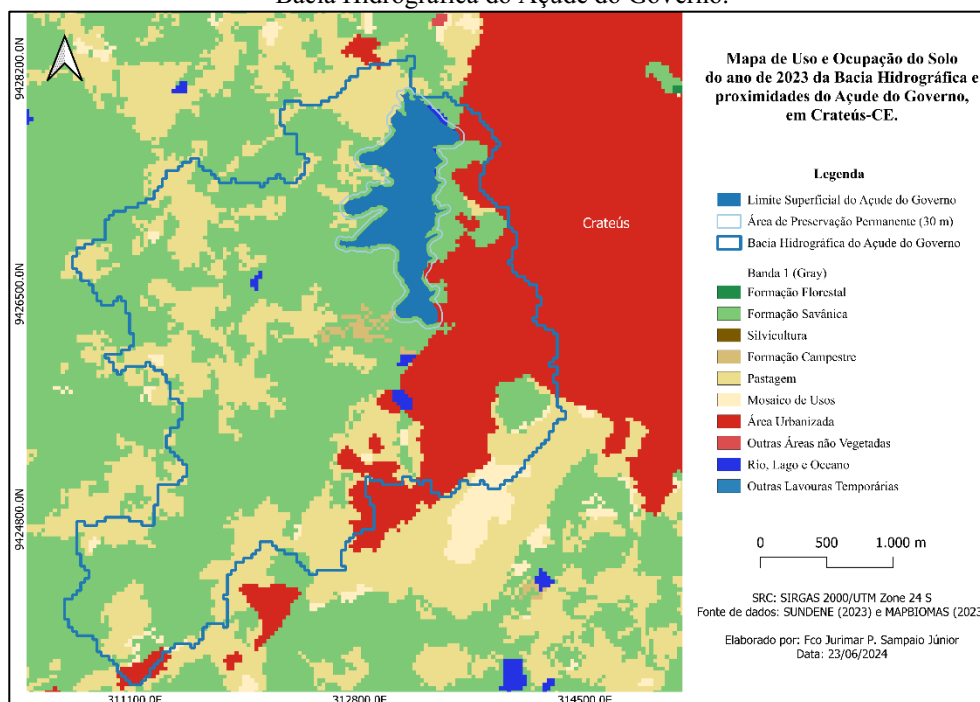 Bacia Hidrográfica do Açude do Governo.
Mapa de Uso e Ocupação do Solo
do ano de 2023 da Bacia Hidrográfica e
proximidades do Açude do Governo,
em Crateús-CE.
Legenda
Limite Superficial do Açude do Governo
Área de Preservação Permanente (30 m)
Bacia Hidrográfica do Açude do Governo
Banda 1 (Gray)
Formação Florestal
Formação Savânica
Silvicultura
Formação Campestre
Pastagem
Mosaico de Usos
Área Urbanizada
Outras Áreas não Vegetadas
Rio, Lago e Oceano
Outras Lavouras Temporárias
0 500 1.000 m
SRC: SIRGAS 2000/UTM Zone 24 S
Fonte de dados: SUNDENE (2023) e MAPBIOMAS (2023
Elaborado por: Fco Jurimar P. Sampaio Júnior
Data: 23/06/2024
Crateús
9428200.0N
9426500.0N
9424800.0N
311100.0E
312800.0E
314500.0E